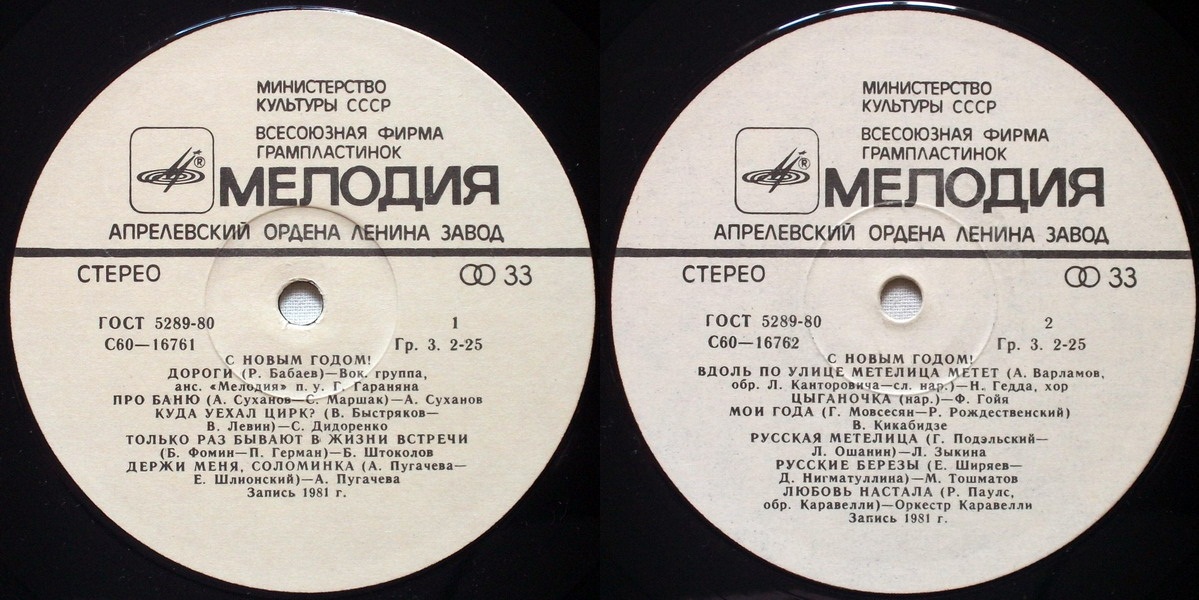 МИНИСТЕРСТВО
КУЛЬТУРЫ СССР
ВСЕСОЮЗНАЯ ФИРМА
ГРАМПЛАСТИНОК
®
МЕЛОДИЯ
АПРЕЛЕВСКИЙ ОРДЕНА ЛЕНИНА ЗАВОД
СТЕРЕО 33
ГОСТ 5289-80 1
С60—16761 Гр. 3. 2-25
С НОВЫМ ГОДОМ!
ДОРОГИ (Р. Бабаев)—Вок. группа,
анс. «Мелодия» п. у. Г. Гараняна
ПРО БАНЮ (А. Суханов—С. Маршак)—А. Суханов
КУДА УЕХАЛ ЦИРК? (В. Быстряков—
В. Левин)—С. Дидоренко
ТОЛЬКО РАЗ БЫВАЮТ В ЖИЗНИ ВСТРЕЧИ
(Б. Фомин—П. Герман)—Б. Штоколов
ДЕРЖИ МЕНЯ, СОЛОМИНКА (А. Пугачева—
Е. Шлионский)—А. Пугачева
Запись 1981 г.
МИНИСТЕРСТВО
КУЛЬТУРЫ СССР
ВСЕСОЮЗНАЯ ФИРМА
ГРАМПЛАСТИНОК
®
МЕЛОДИЯ
АПРЕЛЕВСКИЙ ОРДЕНА ЛЕНИНА ЗАВОД
СТЕРЕО 33
ГОСТ 5289-80 2
С60—16762 Гр. 3. 2-25
С НОВЫМ ГОДОМ!
ВДОЛЬ ПО УЛИЦЕ МЕТЕЛИЦА МЕТЕТ (А. Варламов,
обр. Л. Канторовича—сл. нар.)—Н. Гедда, хор
ЦЫГАНОЧКА (нар.)—Ф. Гойя
МОИ ГОДА (Г. Мовсесян—Р. Рождественский)
В. Кикабидзе
РУССКАЯ МЕТЕЛИЦА (Г. Подэльский—
Л. Ошанин)—Л. Зыкина
РУССКИЕ БЕРЕЗЫ (Е. Ширяев—
Д. Нигматуллина)—М. Тошматов
ЛЮБОВЬ НАСТАЛА (Р. Паулс,
обр. Каравелли)—Оркестр Каравелли
Запись 1981 г.